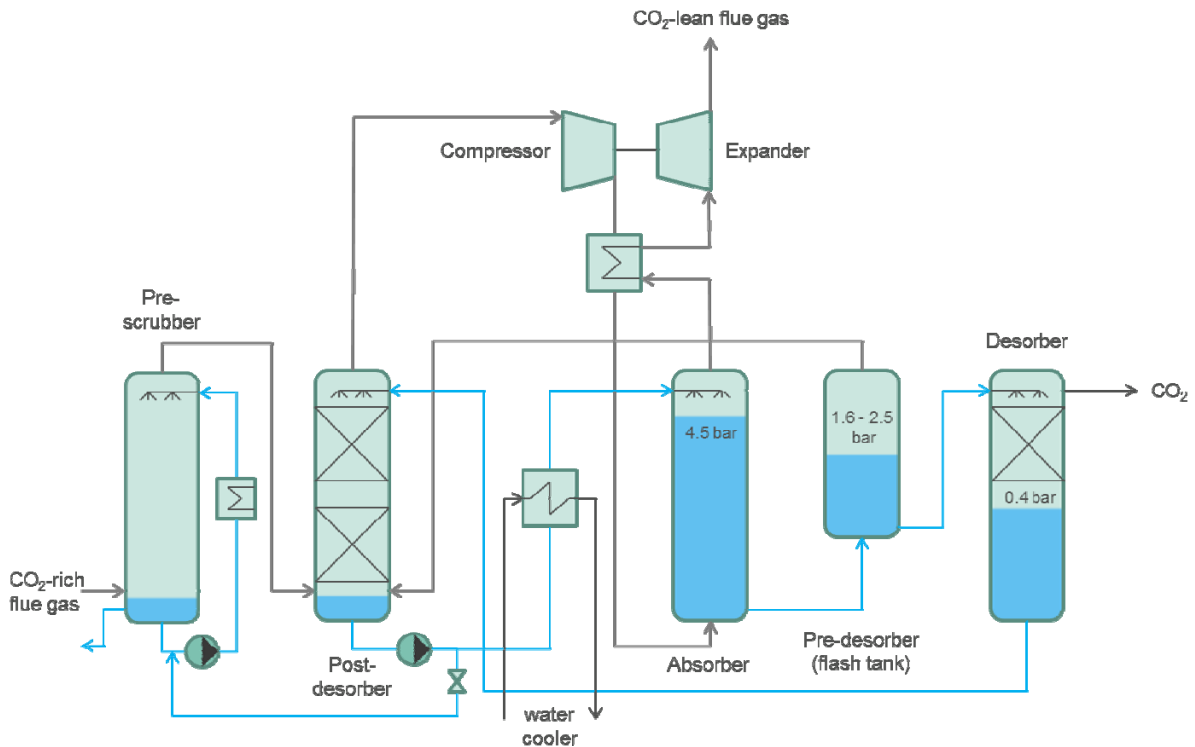 CO₂-lean flue gas
Compressor
Expander
Pre-
scrubber
Desorber
CO₂
4.5 bar
1.6 - 2.5
bar
0.4 bar
CO₂-rich
flue gas
Post-
desorber
Absorber
Pre-desorber
(flash tank)
water
cooler